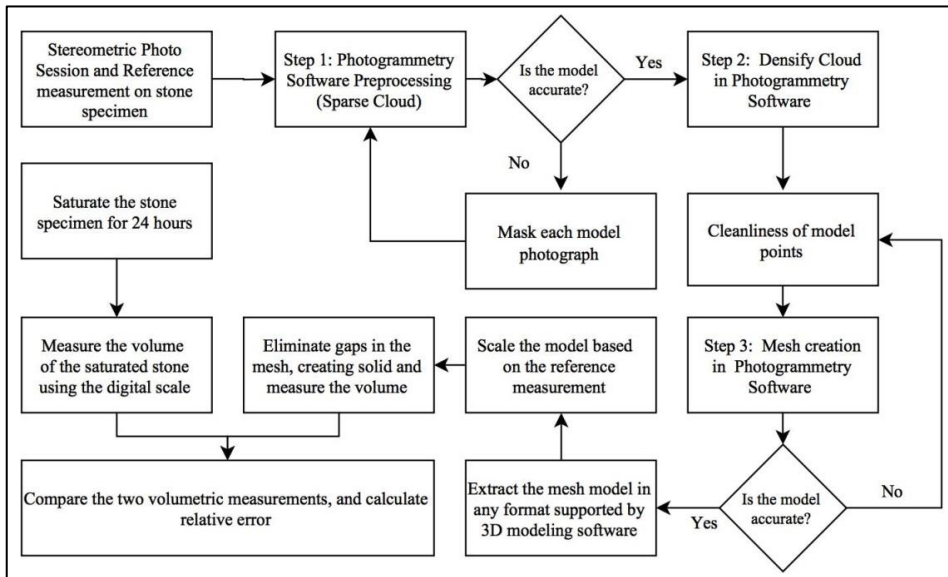 Stereometric Photo
Session and Reference
measurement on stone
specimen
Step 1: Photogrammetry
Software Preprocessing
(Sparse Cloud)
Is the model
accurate?
Yes
Step 2: Densify Cloud
in Photogrammetry
Software
No
Mask each model
photograph
Cleanliness of model
points
Saturate the stone
specimen for 24 hours
Measure the volume
of the saturated stone
using the digital scale
Eliminate gaps in the
mesh, creating solid and
measure the volume
Scale the model based
on the reference
measurement
Step 3: Mesh creation
in Photogrammetry
Software
Compare the two volumetric measurements, and calculate
relative error
Extract the mesh model in
any format supported by
3D modeling software
Yes
Is the model
accurate?
No